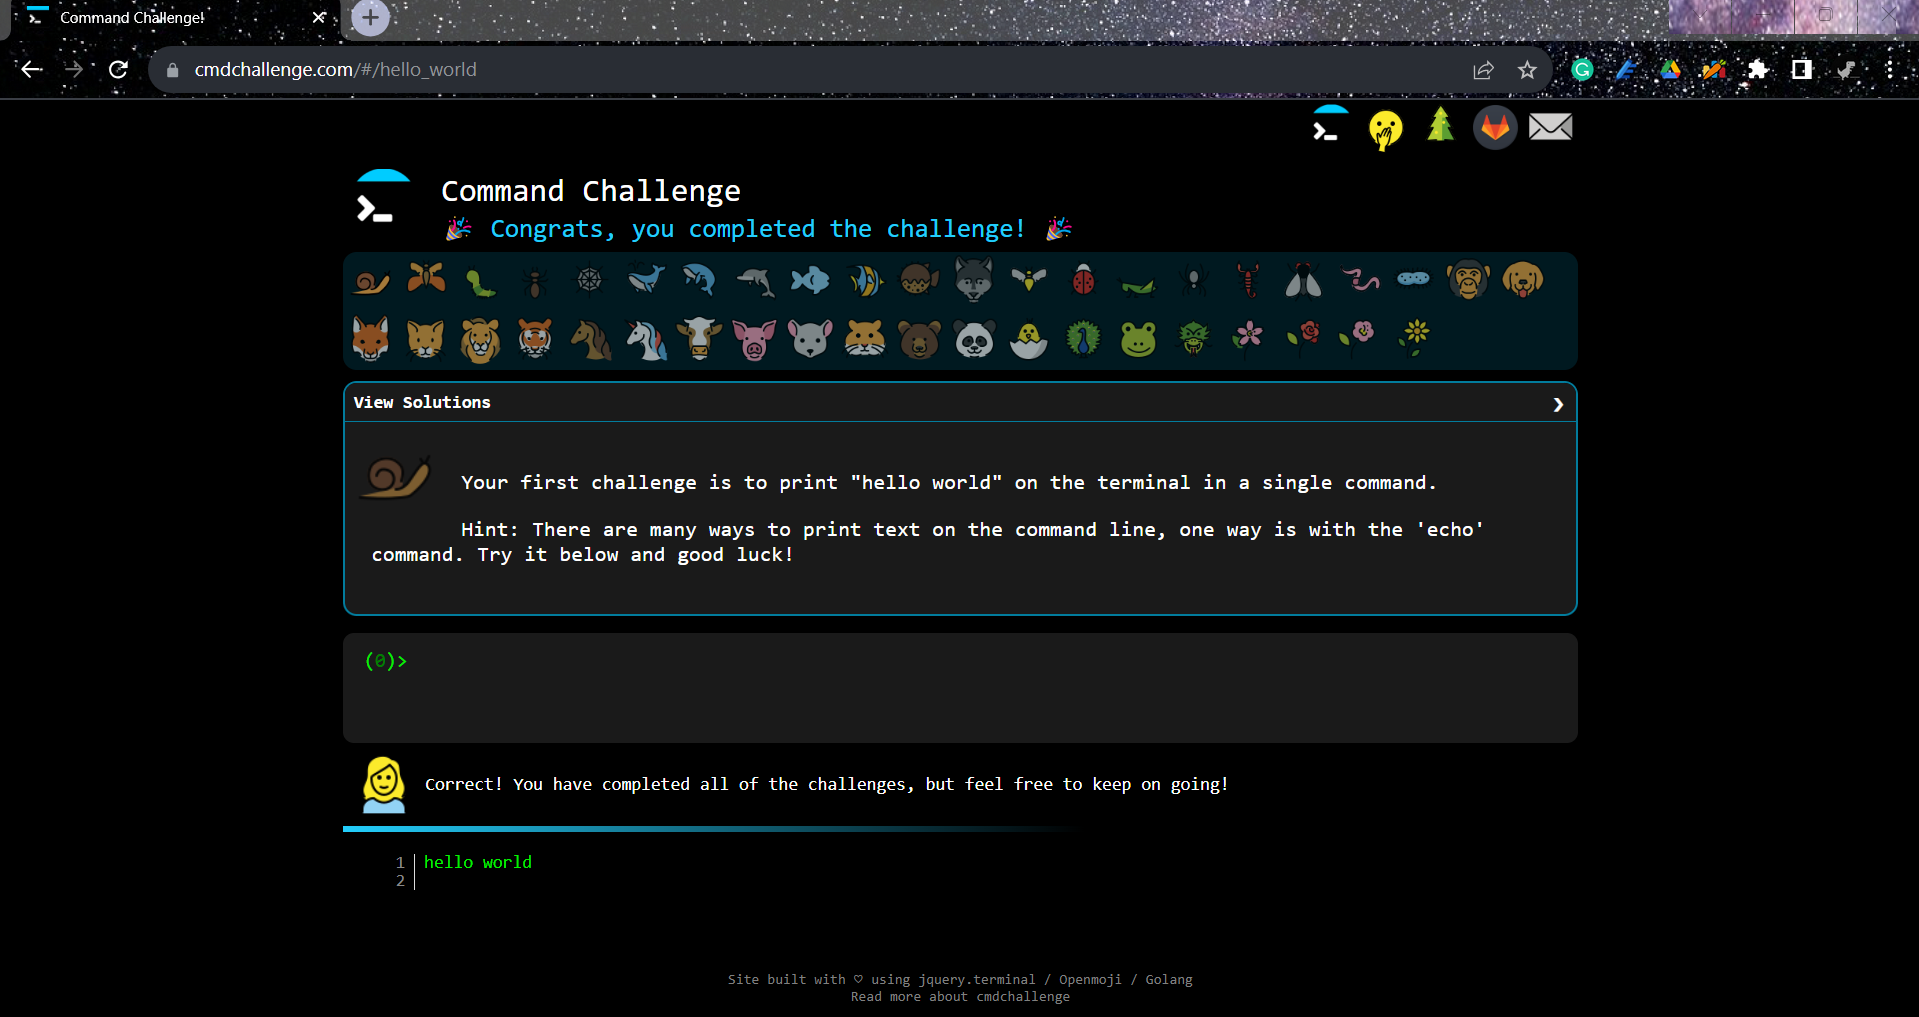 Command Challenge!
cmdchallenge.com/#/hello_world
Command Challenge
Congrats, you completed the challenge!
View Solutions
Your first challenge is to print "hello world" on the terminal in a single command.
Hint: There are many ways to print text on the command line, one way is with the 'echo'
command. Try it below and good luck!
(0)>
Correct! You have completed all of the challenges, but feel free to keep on going!
1 hello world
2
Site built with ♡ using jquery.terminal / Openmoji / Golang
Read more about cmdchallenge